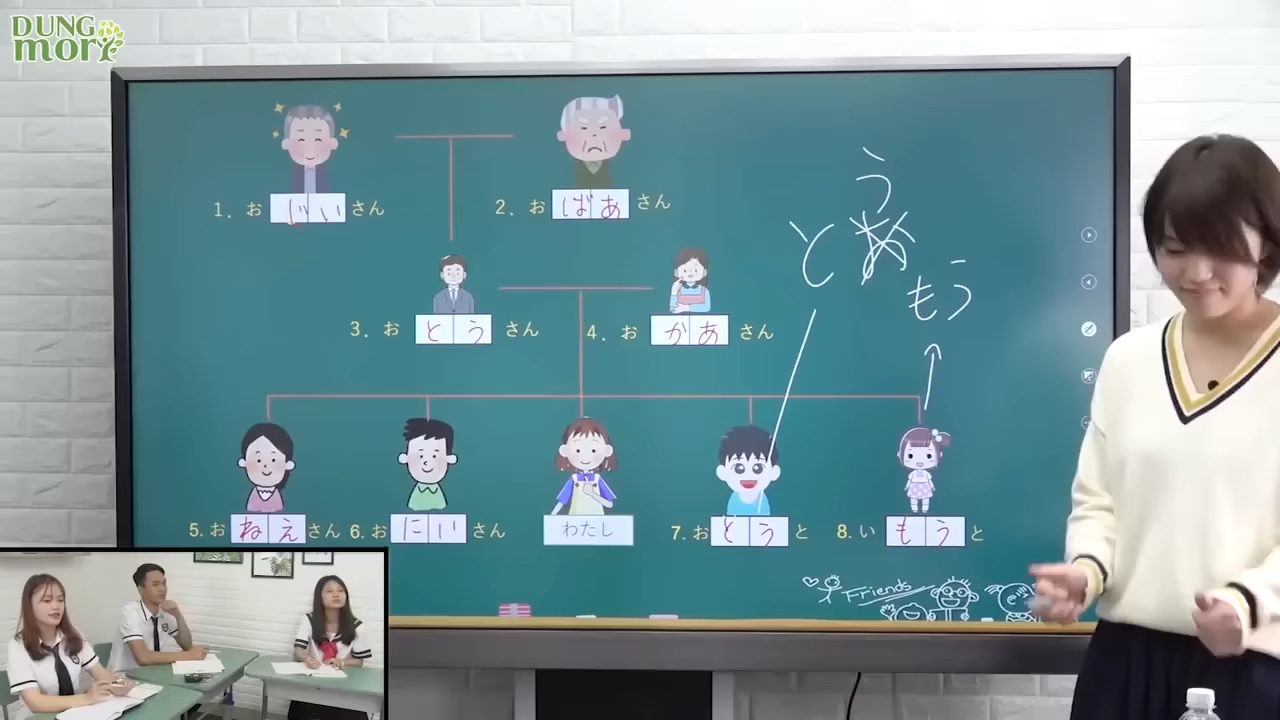 DUNG
mori
1. お じい さん
2. お ばあ さん
う
と
もう
3. お とう さん
4. お かあ さん
5. お ねえ さん
6. お にい さん
わたし
7. お とう と
8. い もう と
Friends